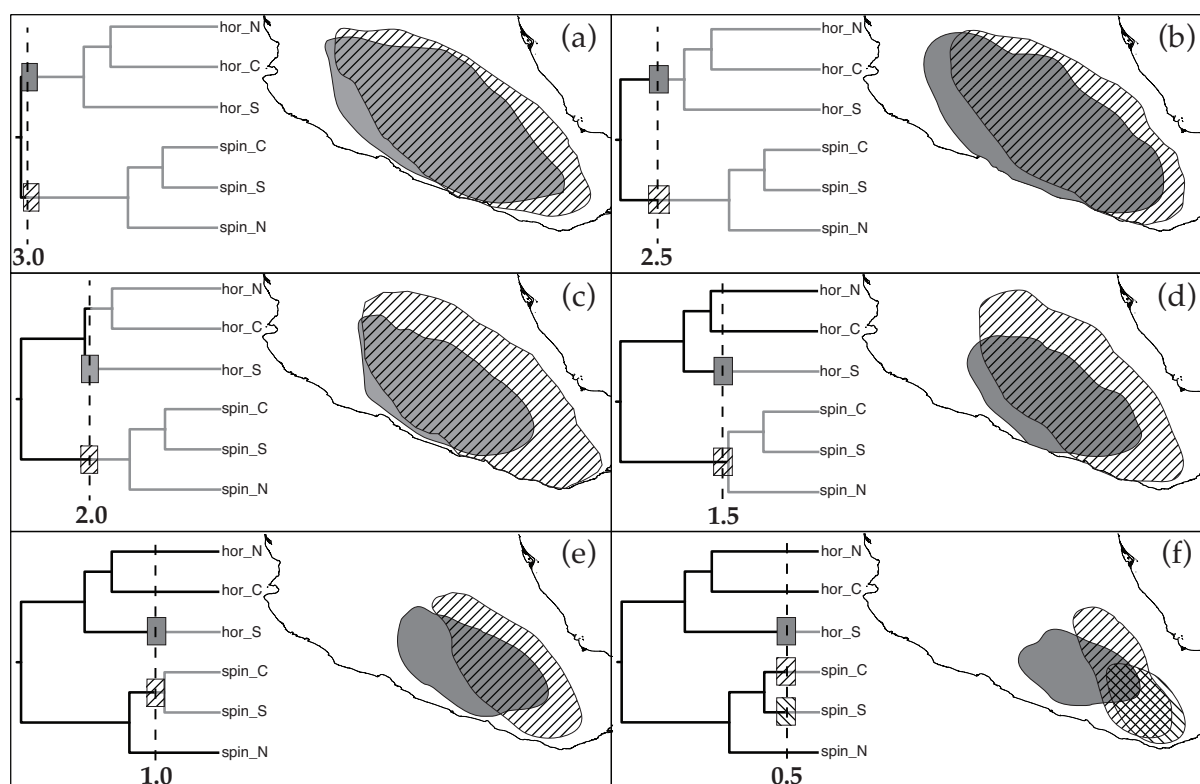 (a)
hor_N
hor_C
hor_S
spin_C
spin_S
spin_N
3.0
(b)
hor_N
hor_C
hor_S
spin_C
spin_S
spin_N
2.5
(c)
hor_N
hor_C
hor_S
spin_C
spin_S
spin_N
2.0
(d)
hor_N
hor_C
hor_S
spin_C
spin_S
spin_N
1.5
(e)
hor_N
hor_C
hor_S
spin_C
spin_S
spin_N
1.0
(f)
hor_N
hor_C
hor_S
spin_C
spin_S
spin_N
0.5